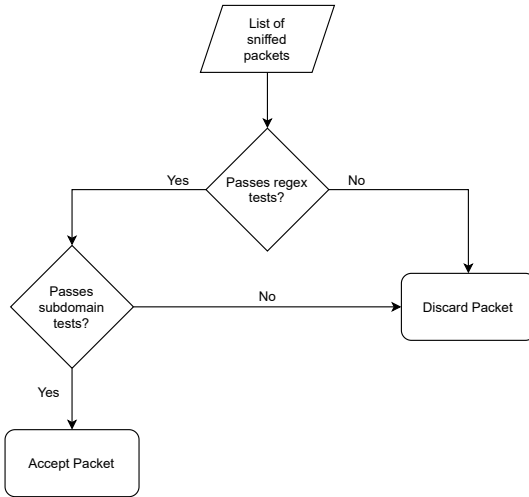 List of
sniffed
packets
Yes
Passes regex
tests?
No
Passes
subdomain
tests?
No
Discard Packet
Yes
Accept Packet